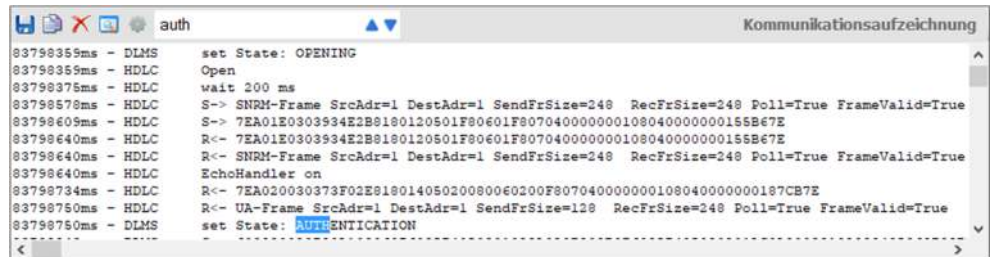 auth
Kommunikationsaufzeichnung
83798359ms - DLMS set State: OPENING
83798359ms - HDLC Open
83798375ms - HDLC wait 200 ms
83798578ms - HDLC S-> SNRM-Frame SrcAdr=1 DestAdr=1 SendFrSize=248 RecFrSize=248 Poll=True FrameValid=True
83798609ms - HDLC S-> 7EA01E0303934E2B8180120501F80601F80704000000010804000000015​5B67E
83798640ms - HDLC R<- 7EA01E0303934E2B8180120501F80601F807040000000108040000000155B67E
83798640ms - HDLC R<- SNRM-Frame SrcAdr=1 DestAdr=1 SendFrSize=248 RecFrSize=248 Poll=True FrameValid=True
83798640ms - HDLC EchoHandler on
83798734ms - HDLC R<- 7EA020030373F02E81801405020080060200F807040000000108040000000187CB7E
83798750ms - HDLC R<- UA-Frame SrcAdr=1 DestAdr=1 SendFrSize=128 RecFrSize=248 Poll=True FrameValid=True
83798750ms - DLMS set State: AUTHENTICATION